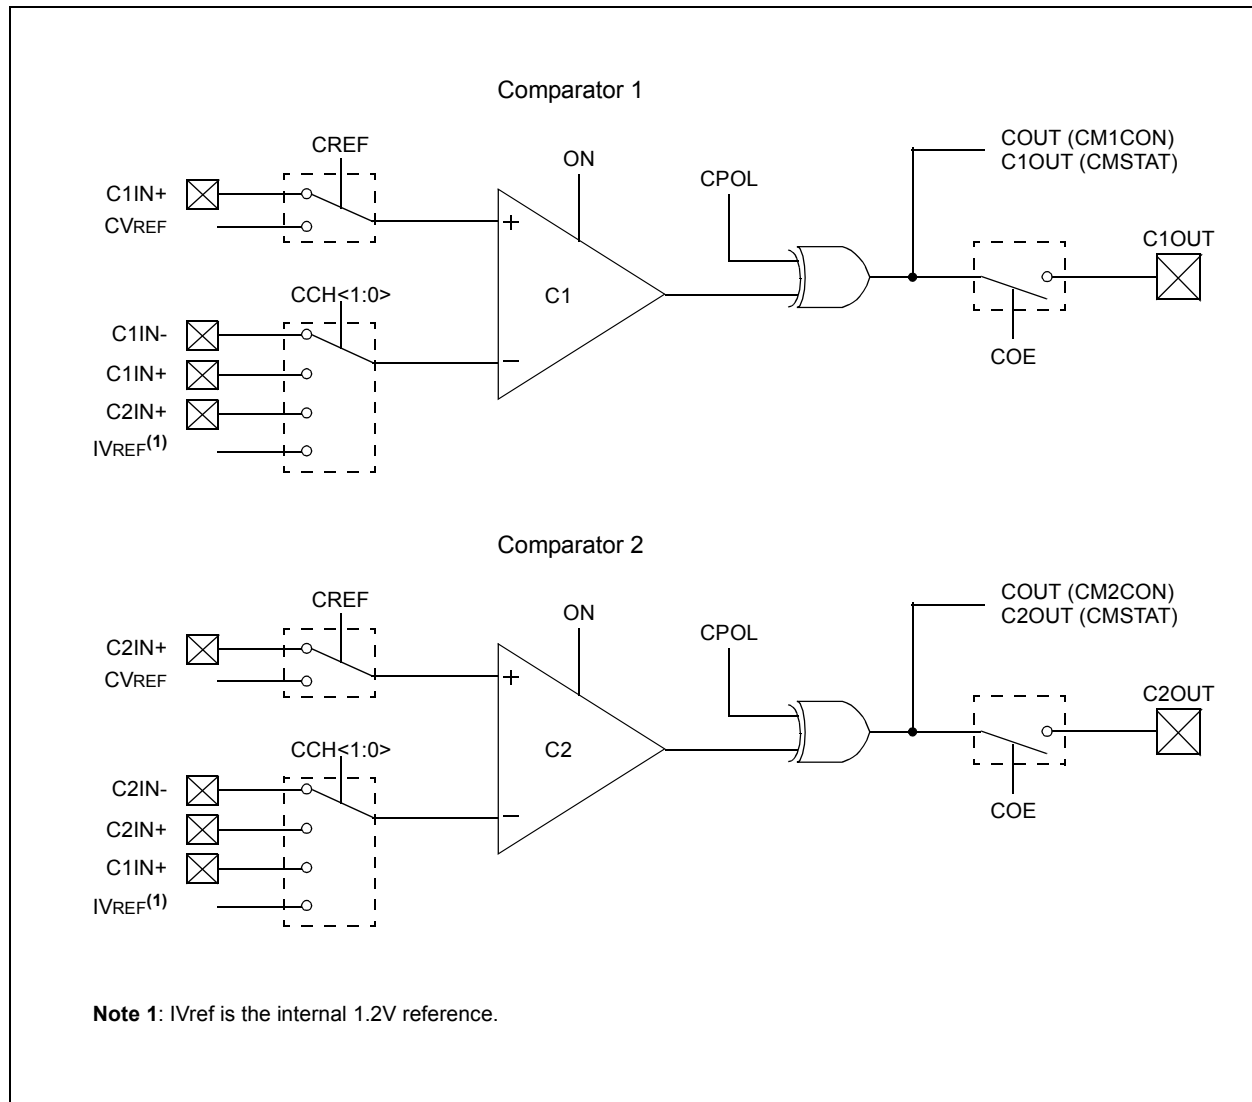 Comparator 1
CREF
ON
COUT (CM1CON)
C1OUT (CMSTAT)
CPOL
C1IN+
CVREF
C1OUT
+
CCH<1:0>
C1
C1IN-
COE
C1IN+
–
C2IN+
IVREF(1)
Comparator 2
CREF
ON
COUT (CM2CON)
C2OUT (CMSTAT)
CPOL
C2IN+
CVREF
C2OUT
+
CCH<1:0>
C2
C2IN-
COE
C2IN+
–
C1IN+
IVREF(1)
Note 1: IVref is the internal 1.2V reference.